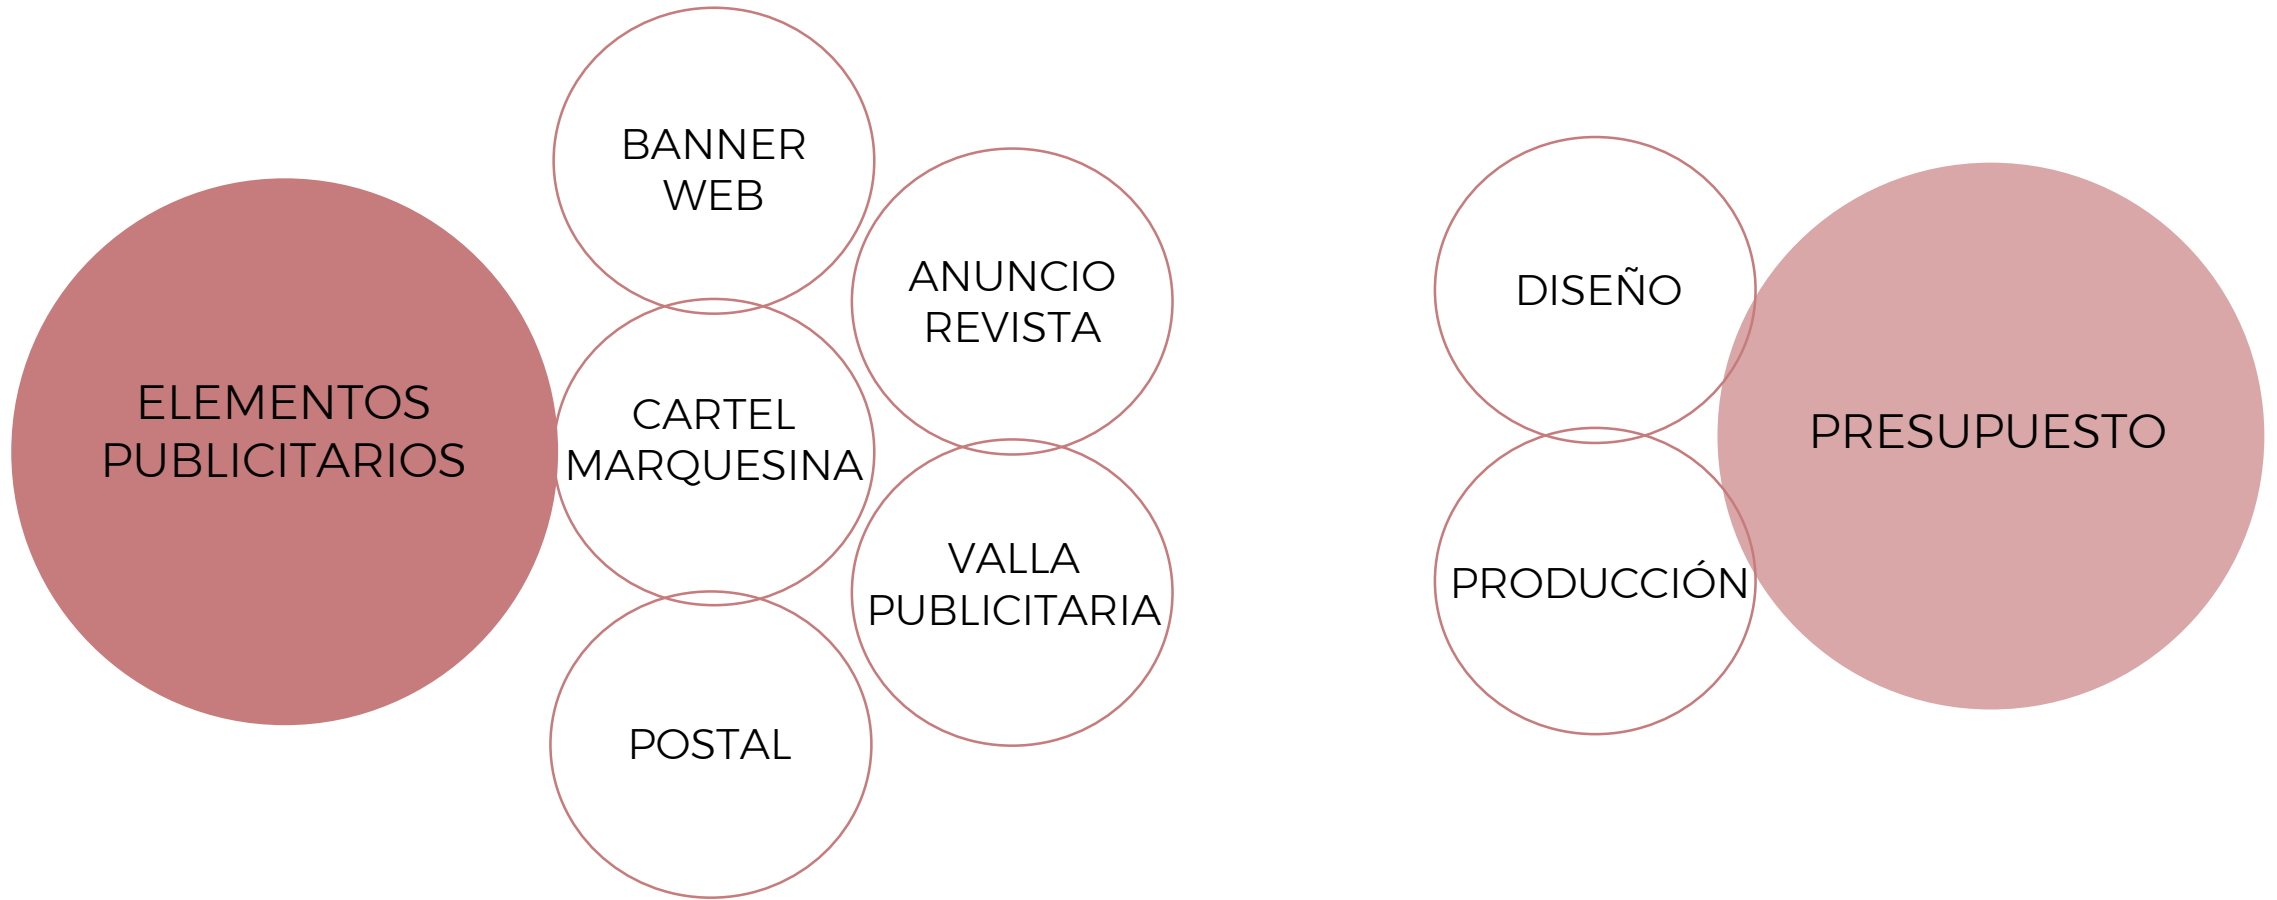 ELEMENTOS
PUBLICITARIOS
BANNER
WEB
CARTEL
MARQUESINA
POSTAL
ANUNCIO
REVISTA
VALLA
PUBLICITARIA
DISEÑO
PRODUCCIÓN
PRESUPUESTO